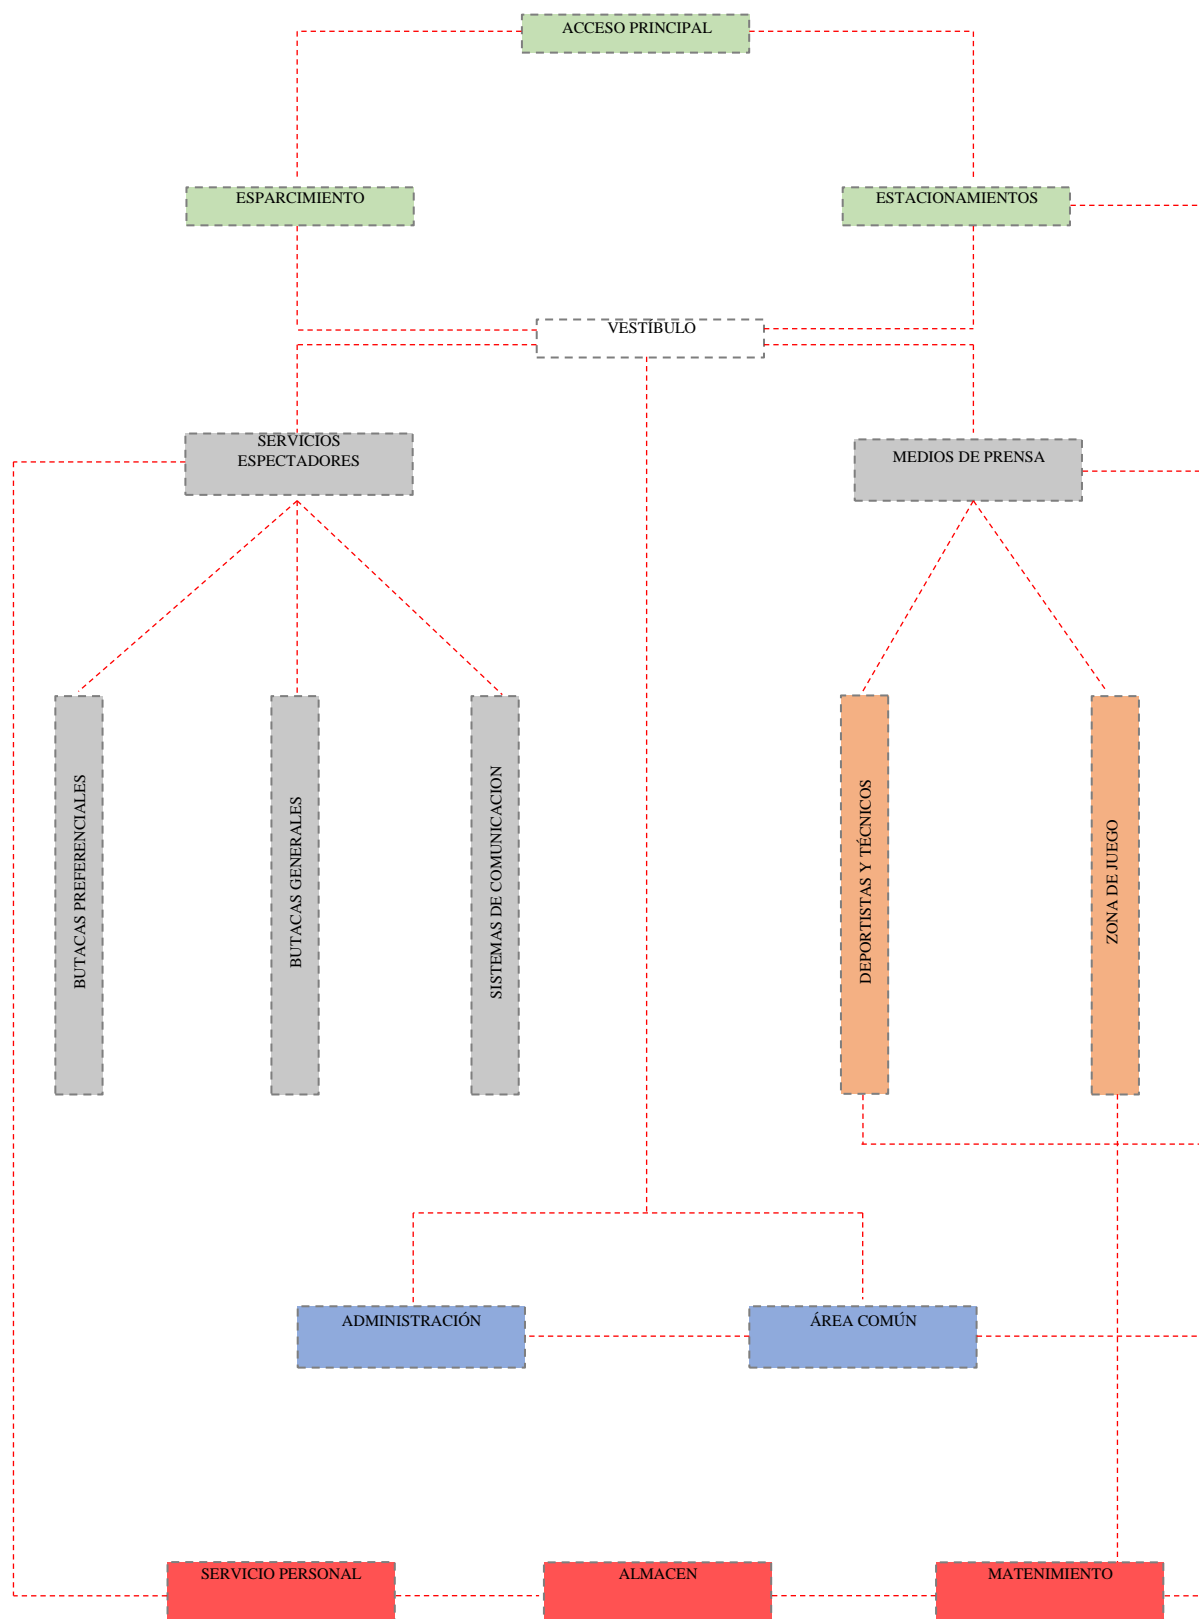 ACCESO PRINCIPAL
ESPARCIMIENTO
ESTACIONAMIENTOS
VESTÍBULO
SERVICIOS
ESPECTADORES
MEDIOS DE PRENSA
BUTACAS PREFERENCIALES
BUTACAS GENERALES
SISTEMAS DE COMUNICACION
DEPORTISTAS Y TÉCNICOS
ZONA DE JUEGO
ADMINISTRACIÓN
ÁREA COMÚN
SERVICIO PERSONAL
ALMACEN
MATENIMIENTO